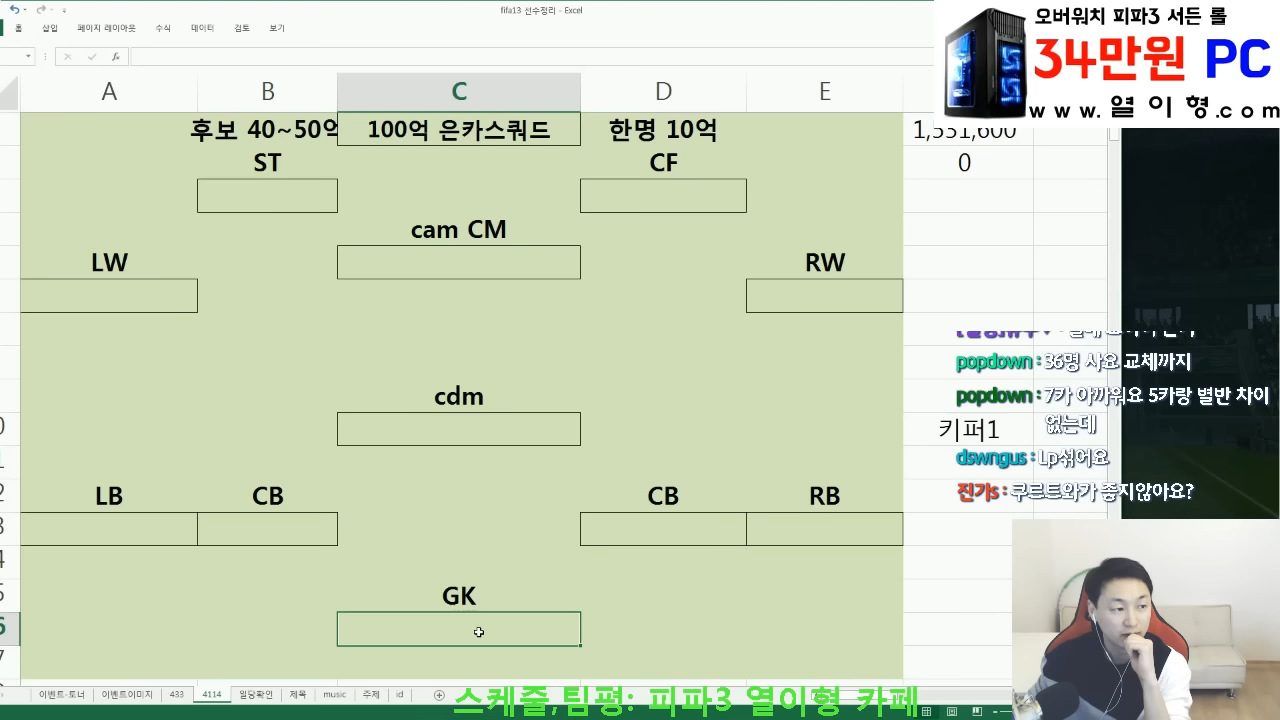 fifa13 선수정리 - Excel
홈 삽입 페이지 레이아웃 수식 데이터 검토 보기
fx
오버워치 피파3 서든 롤
34만원 PC
www.열이형.com
A B C D E
후보 40~50억 100억 은카스쿼드 한명 10억 1,531,600
ST CF 0
cam CM
LW RW
popdown : 36명 사요 교체까지
popdown : 7카 아까워요 5카랑 별반 차이
없는데
cdm
키퍼1
dswngus : Lp섞어요
LB CB CB RB
진갸s : 쿠르트와가 좋지않아요?
GK
이벤트-토너 이벤트이미지 433 4114 일당확인 제목 music 주제 id
스케줄,팀평: 피파3 열이형 카페